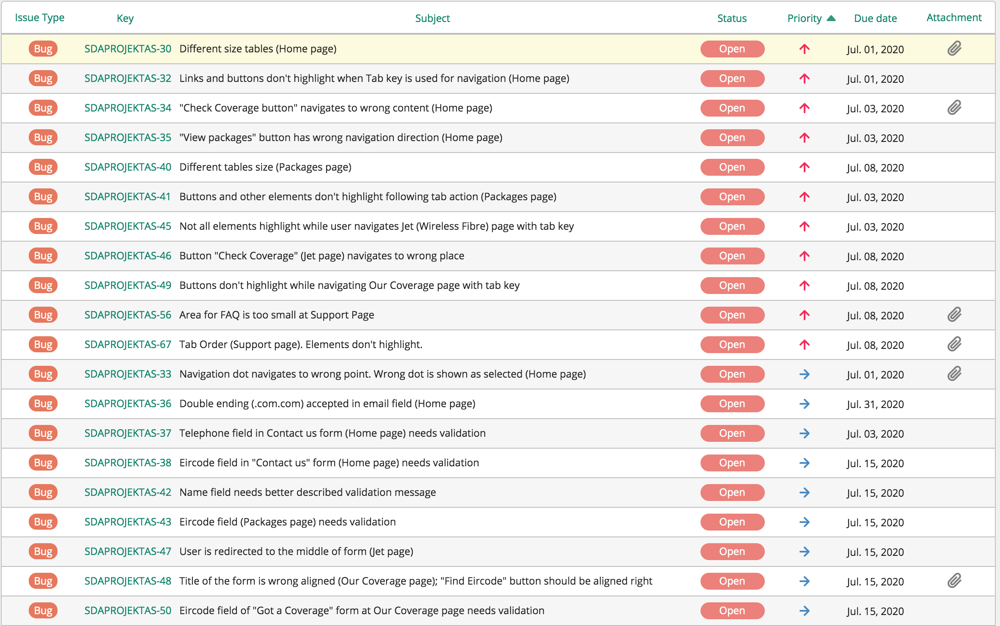 Issue Type Key Subject Status Priority Due date Attachment
Bug SDAPROJEKTAS-30 Different size tables (Home page) Open Jul. 01, 2020
Bug SDAPROJEKTAS-32 Links and buttons don't highlight when Tab key is used for navigation (Home page) Open Jul. 01, 2020
Bug SDAPROJEKTAS-34 "Check Coverage button" navigates to wrong content (Home page) Open Jul. 03, 2020
Bug SDAPROJEKTAS-35 "View packages" button has wrong navigation direction (Home page) Open Jul. 03, 2020
Bug SDAPROJEKTAS-40 Different tables size (Packages page) Open Jul. 08, 2020
Bug SDAPROJEKTAS-41 Buttons and other elements don't highlight following tab action (Packages page) Open Jul. 03, 2020
Bug SDAPROJEKTAS-45 Not all elements highlight while user navigates Jet (Wireless Fibre) page with tab key Open Jul. 03, 2020
Bug SDAPROJEKTAS-46 Button "Check Coverage" (Jet page) navigates to wrong place Open Jul. 08, 2020
Bug SDAPROJEKTAS-49 Buttons don't highlight while navigating Our Coverage page with tab key Open Jul. 08, 2020
Bug SDAPROJEKTAS-56 Area for FAQ is too small at Support Page Open Jul. 08, 2020
Bug SDAPROJEKTAS-67 Tab Order (Support page). Elements don't highlight. Open Jul. 08, 2020
Bug SDAPROJEKTAS-33 Navigation dot navigates to wrong point. Wrong dot is shown as selected (Home page) Open Jul. 01, 2020
Bug SDAPROJEKTAS-36 Double ending (.com.com) accepted in email field (Home page) Open Jul. 31, 2020
Bug SDAPROJEKTAS-37 Telephone field in Contact us form (Home page) needs validation Open Jul. 03, 2020
Bug SDAPROJEKTAS-38 Eircode field in "Contact us" form (Home page) needs validation Open Jul. 15, 2020
Bug SDAPROJEKTAS-42 Name field needs better described validation message Open Jul. 15, 2020
Bug SDAPROJEKTAS-43 Eircode field (Packages page) needs validation Open Jul. 15, 2020
Bug SDAPROJEKTAS-47 User is redirected to the middle of form (Jet page) Open Jul. 15, 2020
Bug SDAPROJEKTAS-48 Title of the form is wrong aligned (Our Coverage page); "Find Eircode" button should be aligned right Open Jul. 15, 2020
Bug SDAPROJEKTAS-50 Eircode field of "Got a Coverage" form at Our Coverage page needs validation Open Jul. 15, 2020